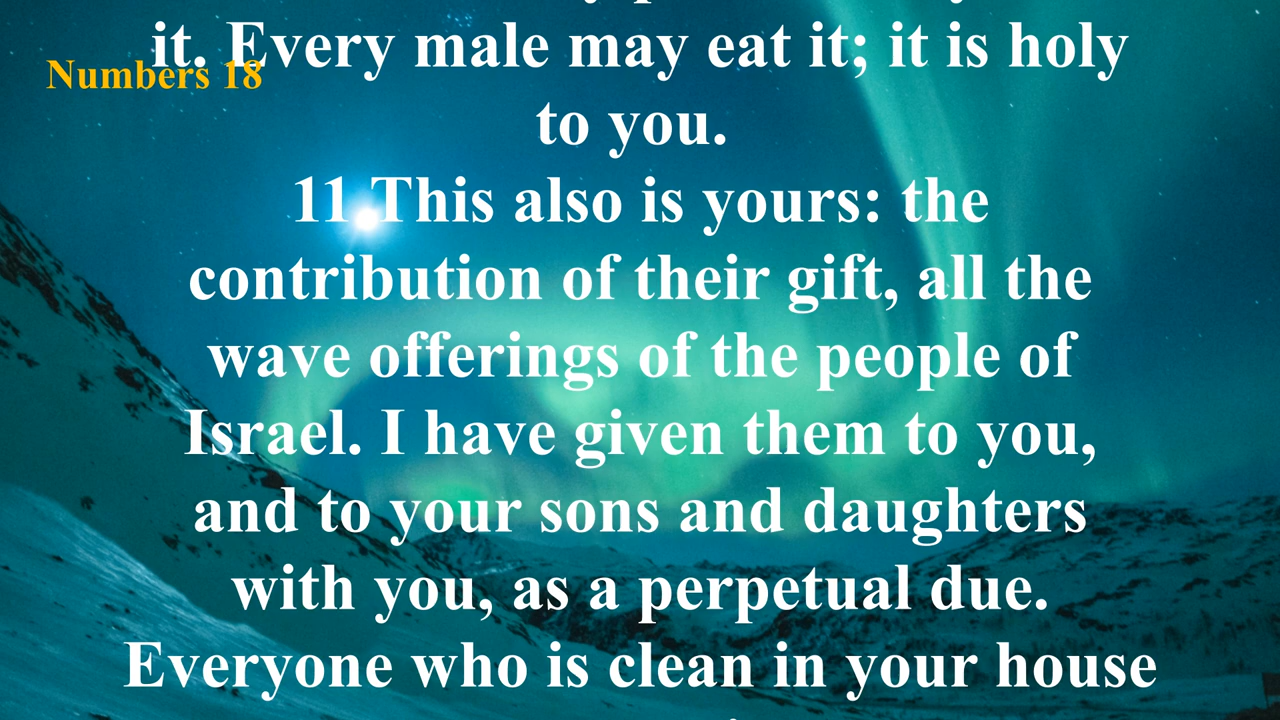 it. Every male may eat it; it is holy
Numbers 18
to you.
11 This also is yours: the
contribution of their gift, all the
wave offerings of the people of
Israel. I have given them to you,
and to your sons and daughters
with you, as a perpetual due.
Everyone who is clean in your house